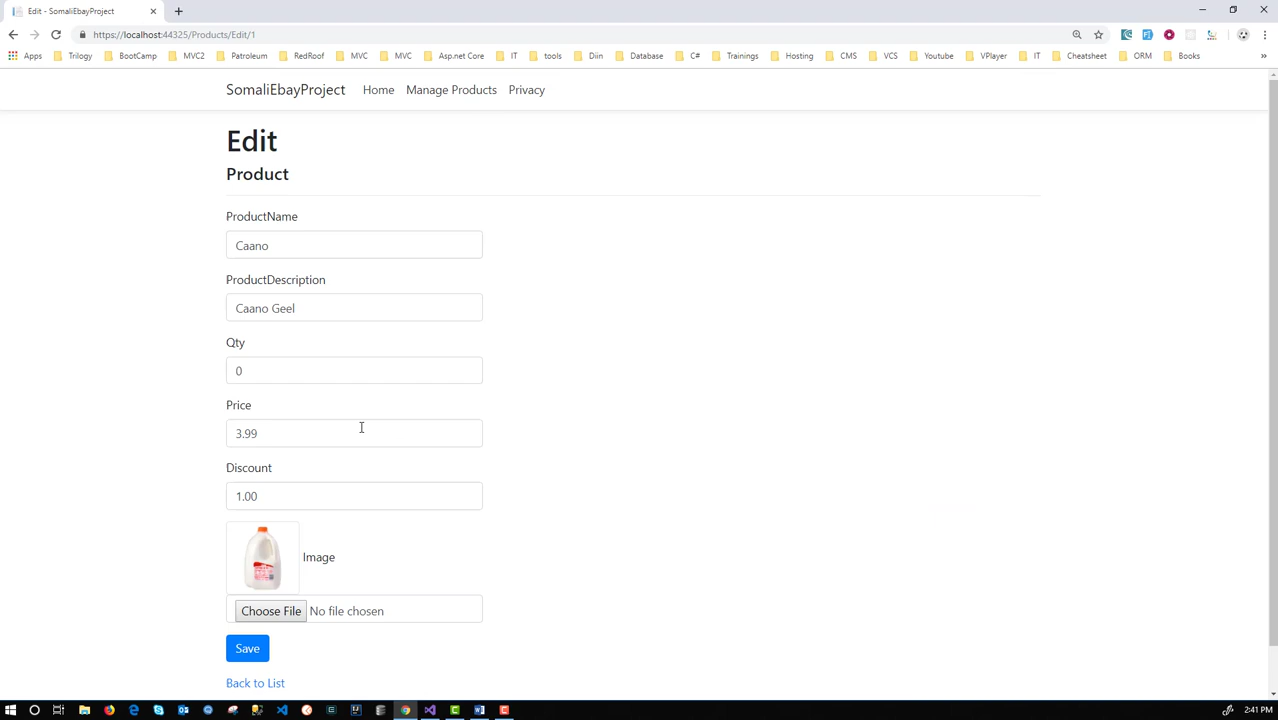 Edit - SomaliEbayProject
https://localhost:44325/Products/Edit/1
Apps Trilogy BootCamp MVC2 Petroleum RedRoof MVC MVC Asp.net Core IT tools Diin Database C# Trainings Hosting CMS VCS Youtube VPlayer IT Cheatsheet ORM Books »
SomaliEbayProject Home Manage Products Privacy
Edit
Product
ProductName
Caano
ProductDescription
Caano Geel
Qty
0
Price
3.99
Discount
1.00
Image
Choose File No file chosen
Save
Back to List
2:41 PM